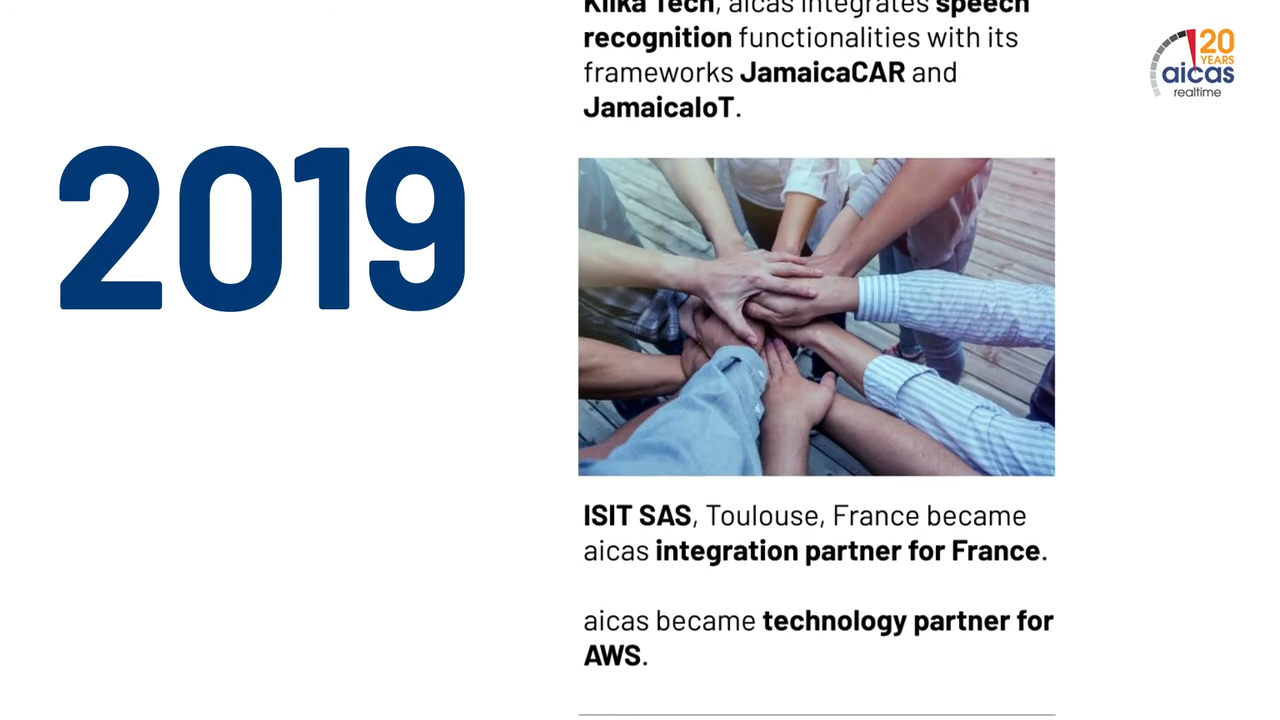 2019
Klika Tech, aicas integrates speech
recognition functionalities with its
frameworks JamaicaCAR and
JamaicaIoT.
ISIT SAS, Toulouse, France became
aicas integration partner for France.
aicas became technology partner for
AWS.
20
YEARS
aicas
realtime